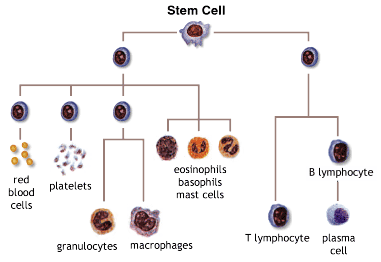 Stem Cell
red
blood
cells
platelets
eosinophils
basophils
mast cells
B lymphocyte
granulocytes
macrophages
T lymphocyte
plasma
cell